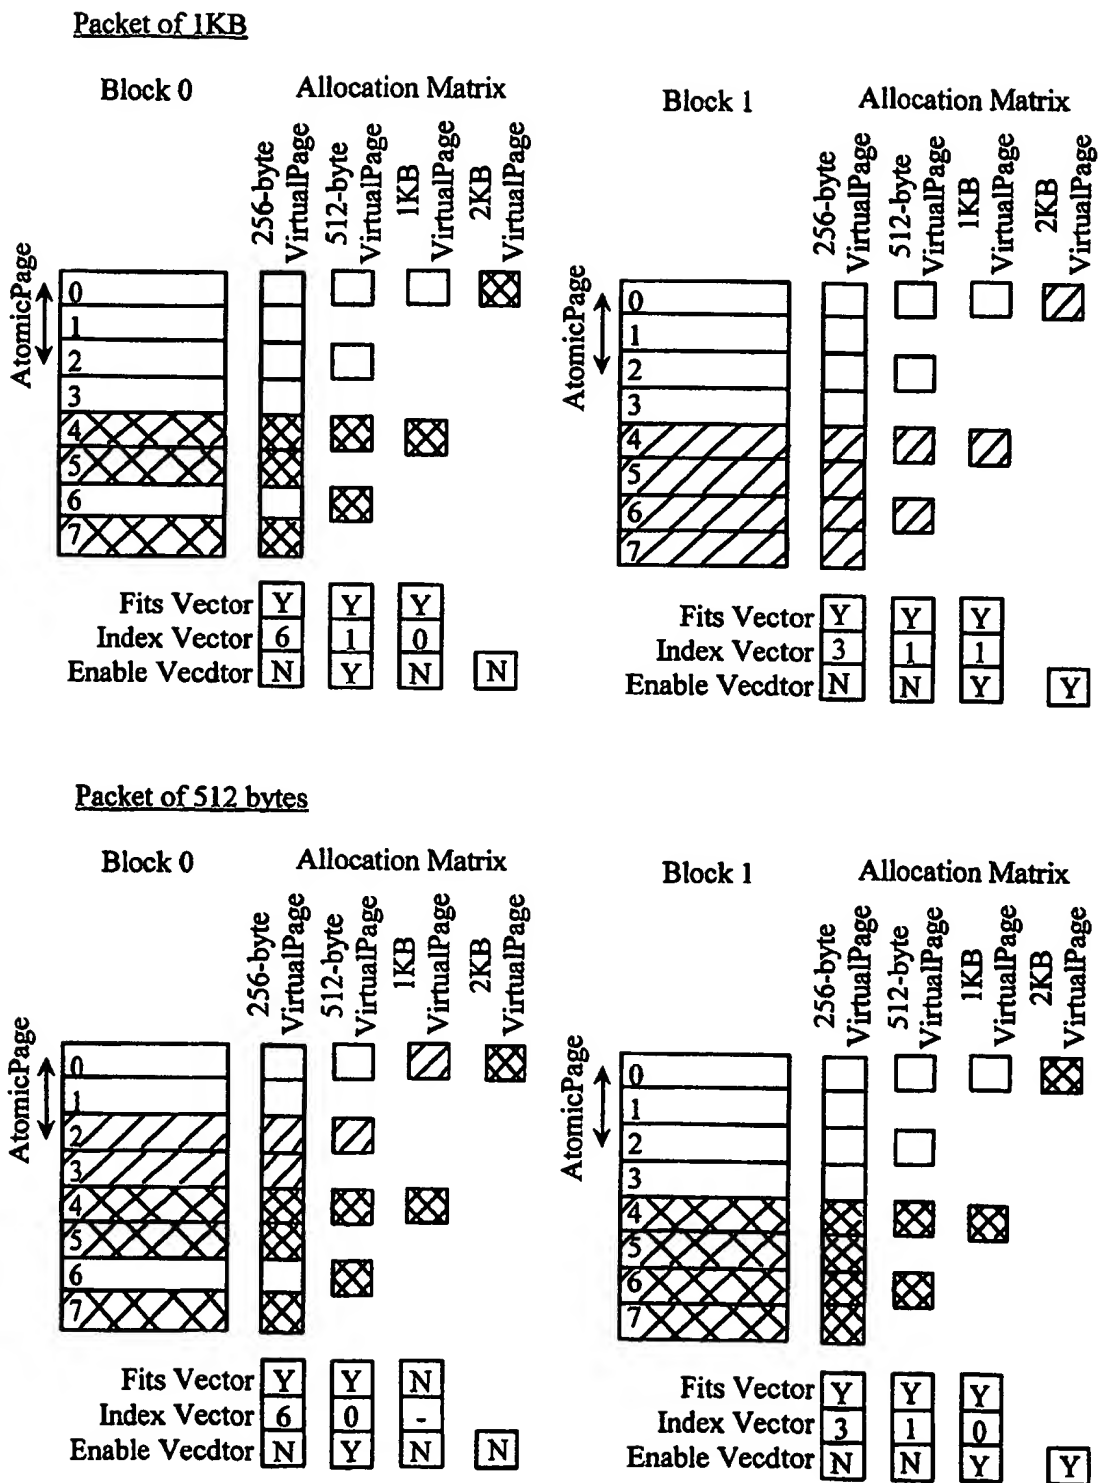 Packet of 1KB
Block 0
Allocation Matrix
256-byte
VirtualPage
512-byte
VirtualPage
1KB
VirtualPage
2KB
VirtualPage
AtomicPage
0
1
2
3
4
5
6
7
Fits Vector Y Y Y
Index Vector 6 1 0
Enable Vecdtor N Y N N
Block 1
Allocation Matrix
256-byte
VirtualPage
512-byte
VirtualPage
1KB
VirtualPage
2KB
VirtualPage
AtomicPage
0
1
2
3
4
5
6
7
Fits Vector Y Y Y
Index Vector 3 1 1
Enable Vecdtor N N Y Y
Packet of 512 bytes
Block 0
Allocation Matrix
256-byte
VirtualPage
512-byte
VirtualPage
1KB
VirtualPage
2KB
VirtualPage
AtomicPage
0
1
2
3
4
5
6
7
Fits Vector Y Y N
Index Vector 6 0 -
Enable Vecdtor N Y N N
Block 1
Allocation Matrix
256-byte
VirtualPage
512-byte
VirtualPage
1KB
VirtualPage
2KB
VirtualPage
AtomicPage
0
1
2
3
4
5
6
7
Fits Vector Y Y Y
Index Vector 3 1 0
Enable Vecdtor N N Y Y